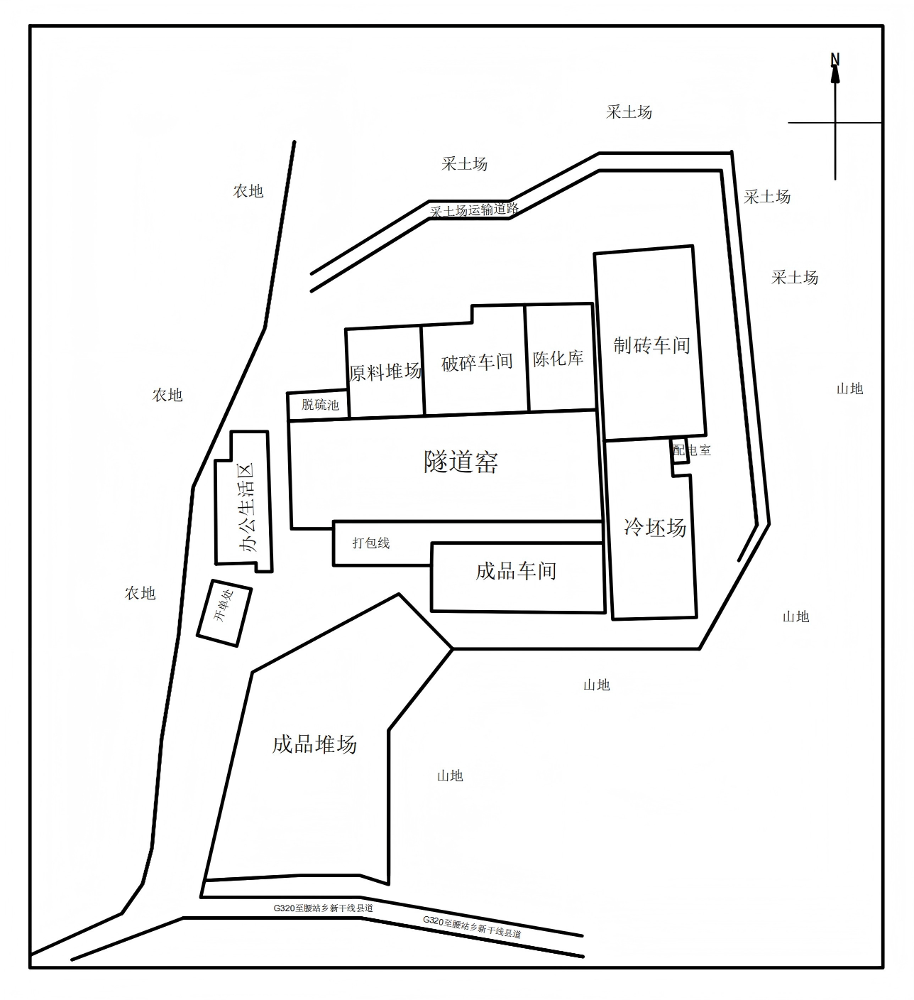 N
采土场
采土场
农地
采土场
采土场运输道路
采土场
制砖车间
陈化库
破碎车间
原料堆场
山地
农地
脱硫池
配电室
隧道窑
办公生活区
冷坯场
打包线
成品车间
农地
开单处
山地
山地
成品堆场
山地
G320至腰站乡新干线县道
G320至腰站乡新干线县道